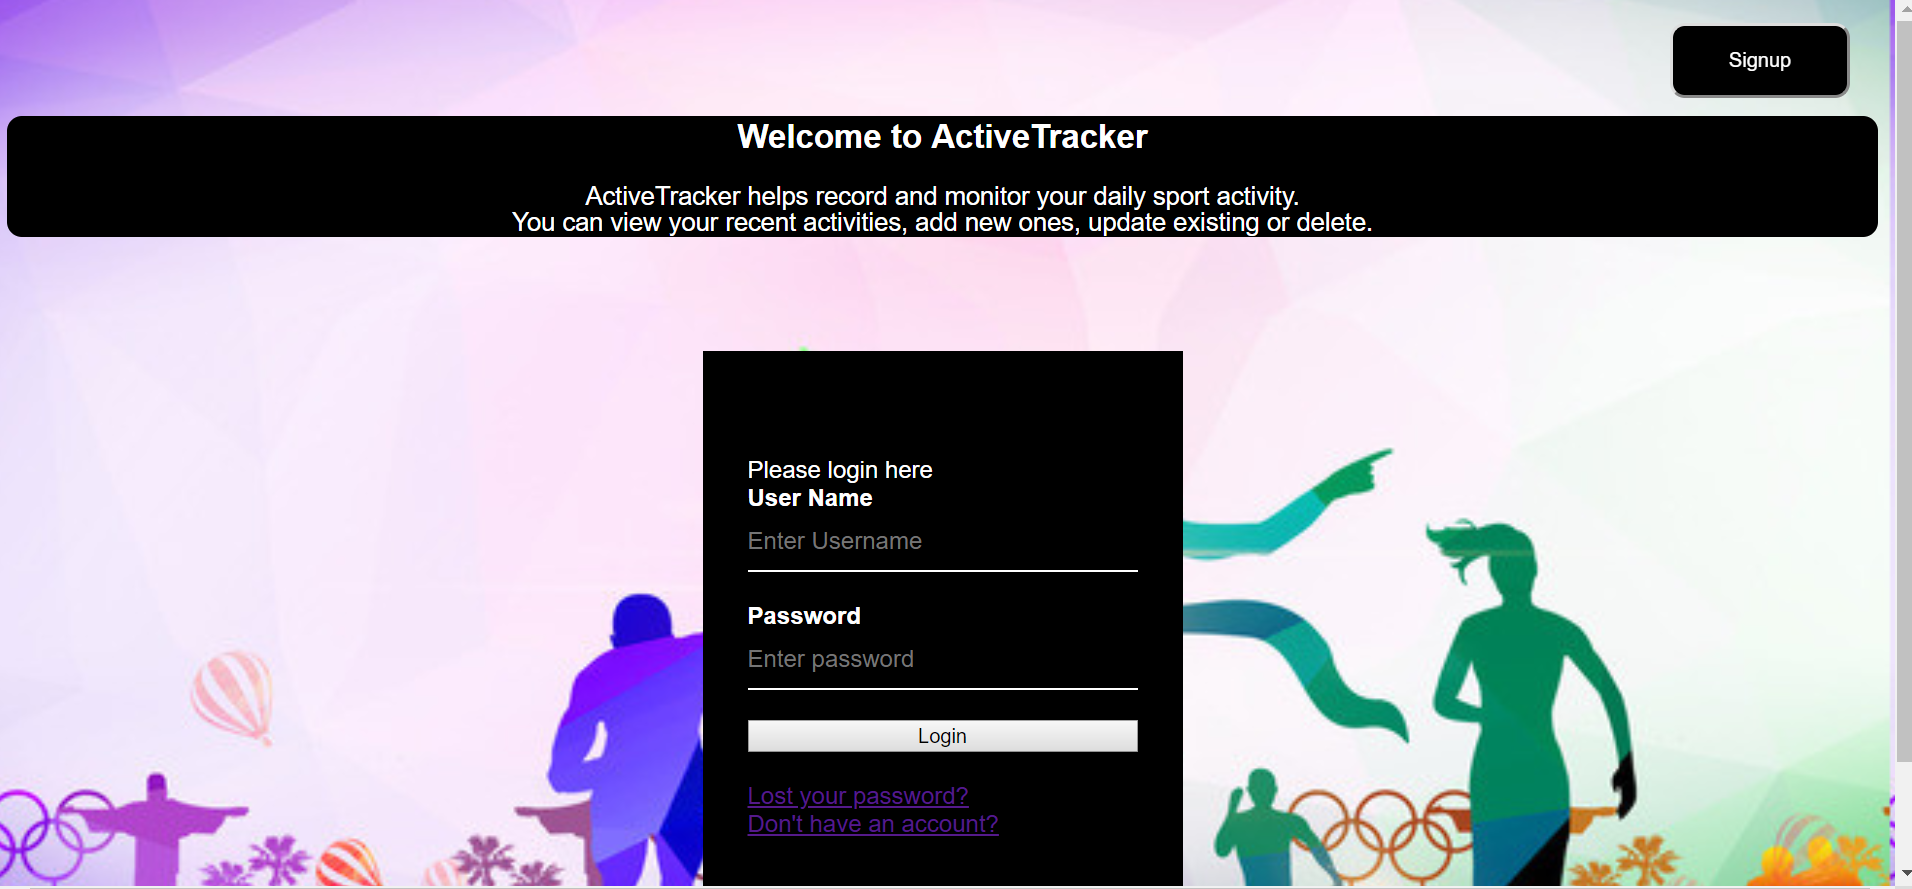 Signup
Welcome to ActiveTracker
ActiveTracker helps record and monitor your daily sport activity.
You can view your recent activities, add new ones, update existing or delete.
Please login here
User Name
Enter Username
Password
Enter password
Login
Lost your password?
Don't have an account?